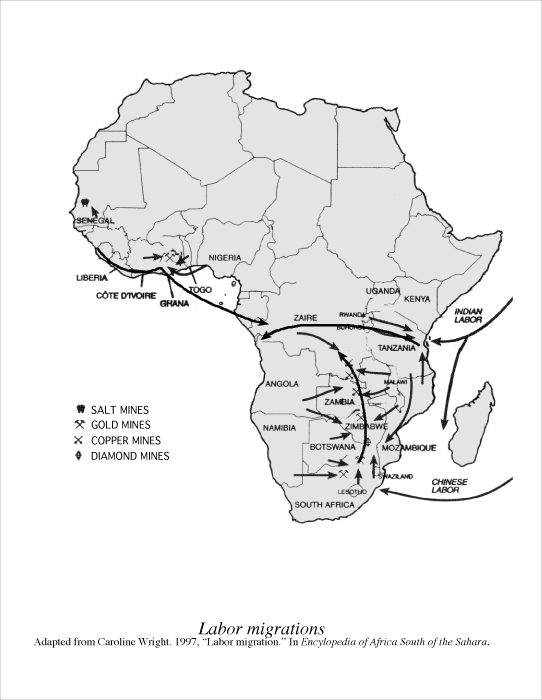 SENEGAL
LIBERIA
CÔTE D'IVOIRE
GHANA
TOGO
NIGERIA
UGANDA
KENYA
ZAIRE
RWANDA
BURUNDI
TANZANIA
INDIAN
LABOR
ANGOLA
MALAWI
ZAMBIA
NAMIBIA
ZIMBABWE
BOTSWANA
MOZAMBIQUE
SWAZILAND
LESOTHO
SOUTH AFRICA
CHINESE
LABOR
SALT MINES
GOLD MINES
COPPER MINES
DIAMOND MINES
Labor migrations
Adapted from Caroline Wright. 1997, “Labor migration.” In Encyclopedia of Africa South of the Sahara.